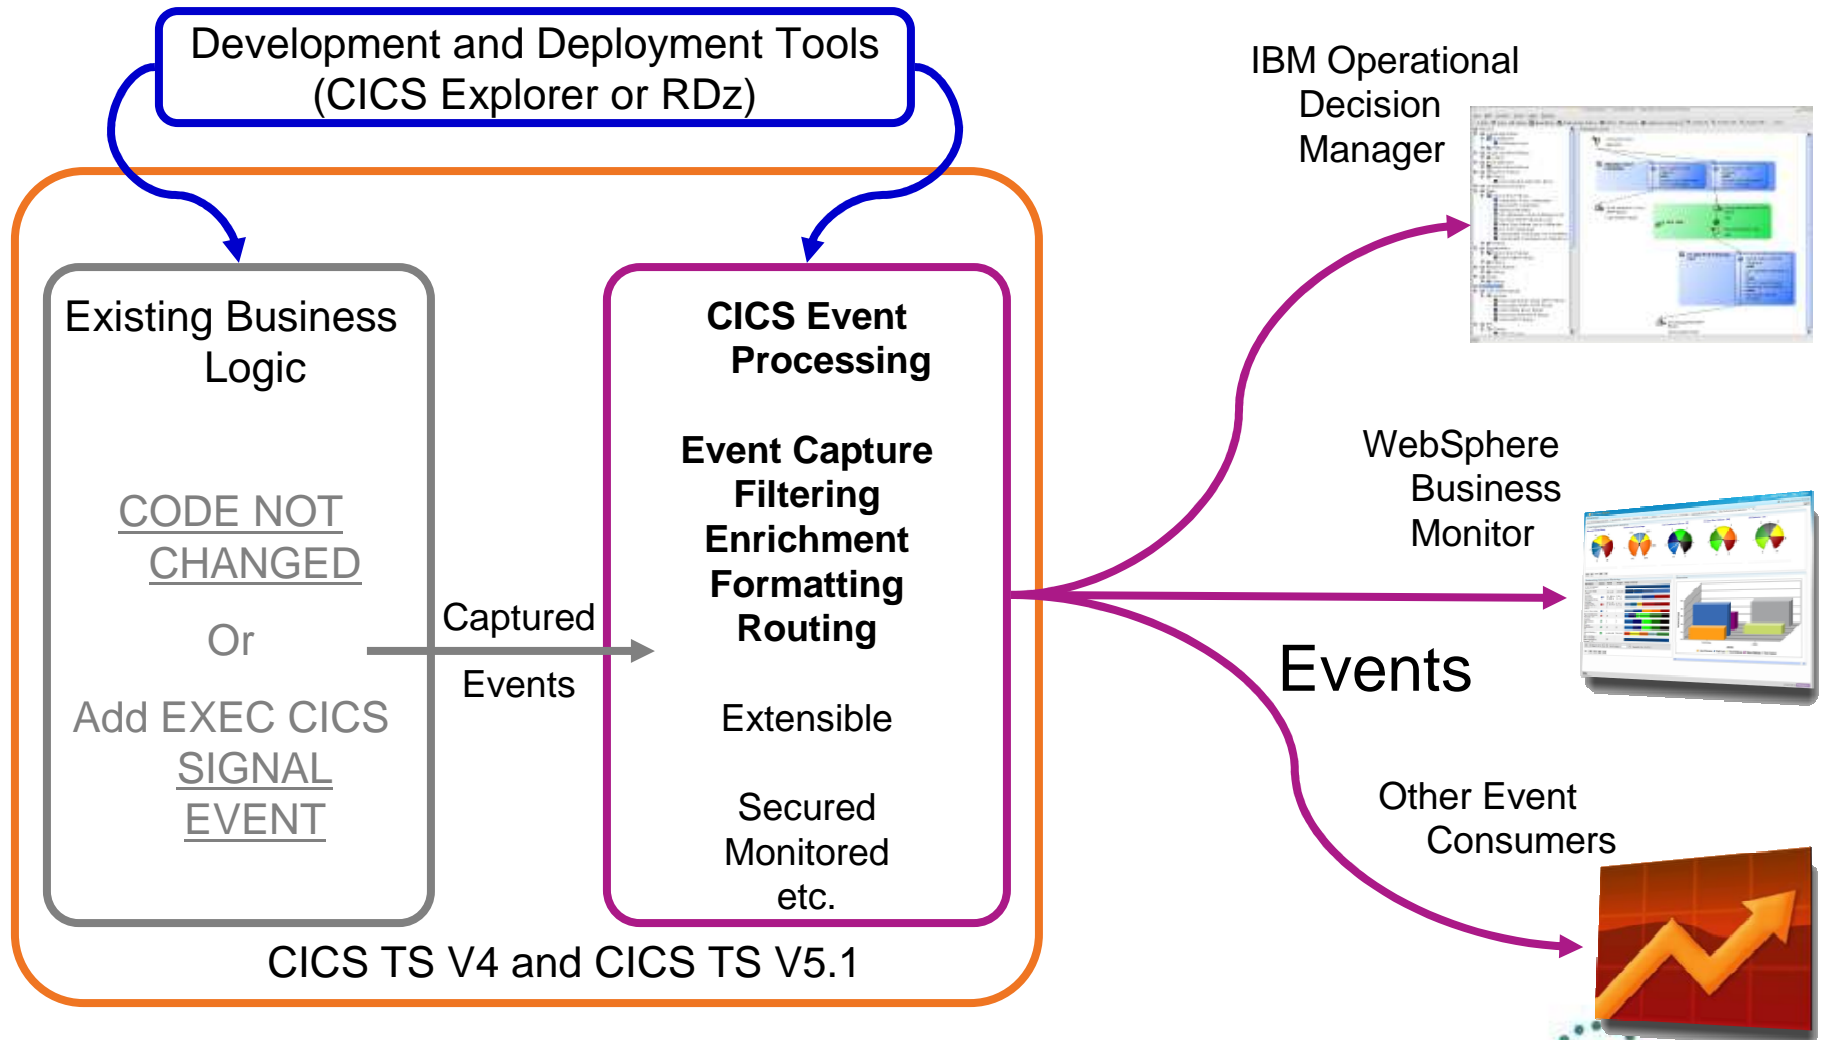 Development and Deployment Tools
(CICS Explorer or RDz)
Existing Business
Logic
CODE NOT
CHANGED
Or
Add EXEC CICS
SIGNAL
EVENT
Captured
Events
CICS Event
Processing
Event Capture
Filtering
Enrichment
Formatting
Routing
Extensible
Secured
Monitored
etc.
CICS TS V4 and CICS TS V5.1
IBM Operational
Decision
Manager
WebSphere
Business
Monitor
Events
Other Event
Consumers